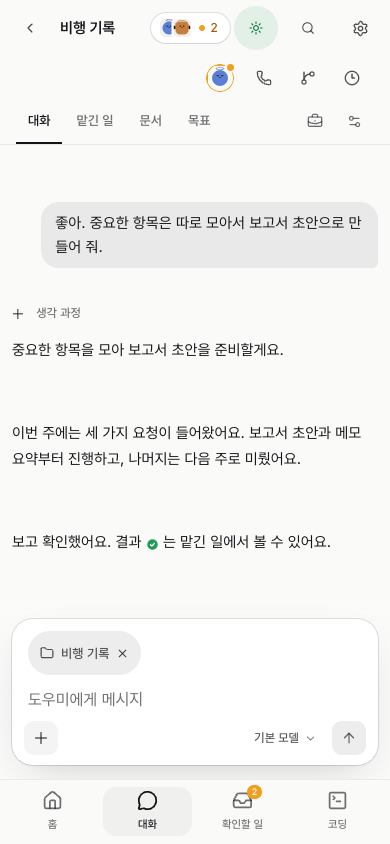 비행 기록
2
대화
맡긴 일
문서
목표
좋아. 중요한 항목은 따로 모아서 보고서 초안으로 만
들어 줘.
생각 과정
중요한 항목을 모아 보고서 초안을 준비할게요.
이번 주에는 세 가지 요청이 들어왔어요. 보고서 초안과 메모
요약부터 진행하고, 나머지는 다음 주로 미뤘어요.
보고 확인했어요. 결과 는 맡긴 일에서 볼 수 있어요.
비행 기록
도우미에게 메시지
기본 모델
2
홈
대화
확인할 일
코딩